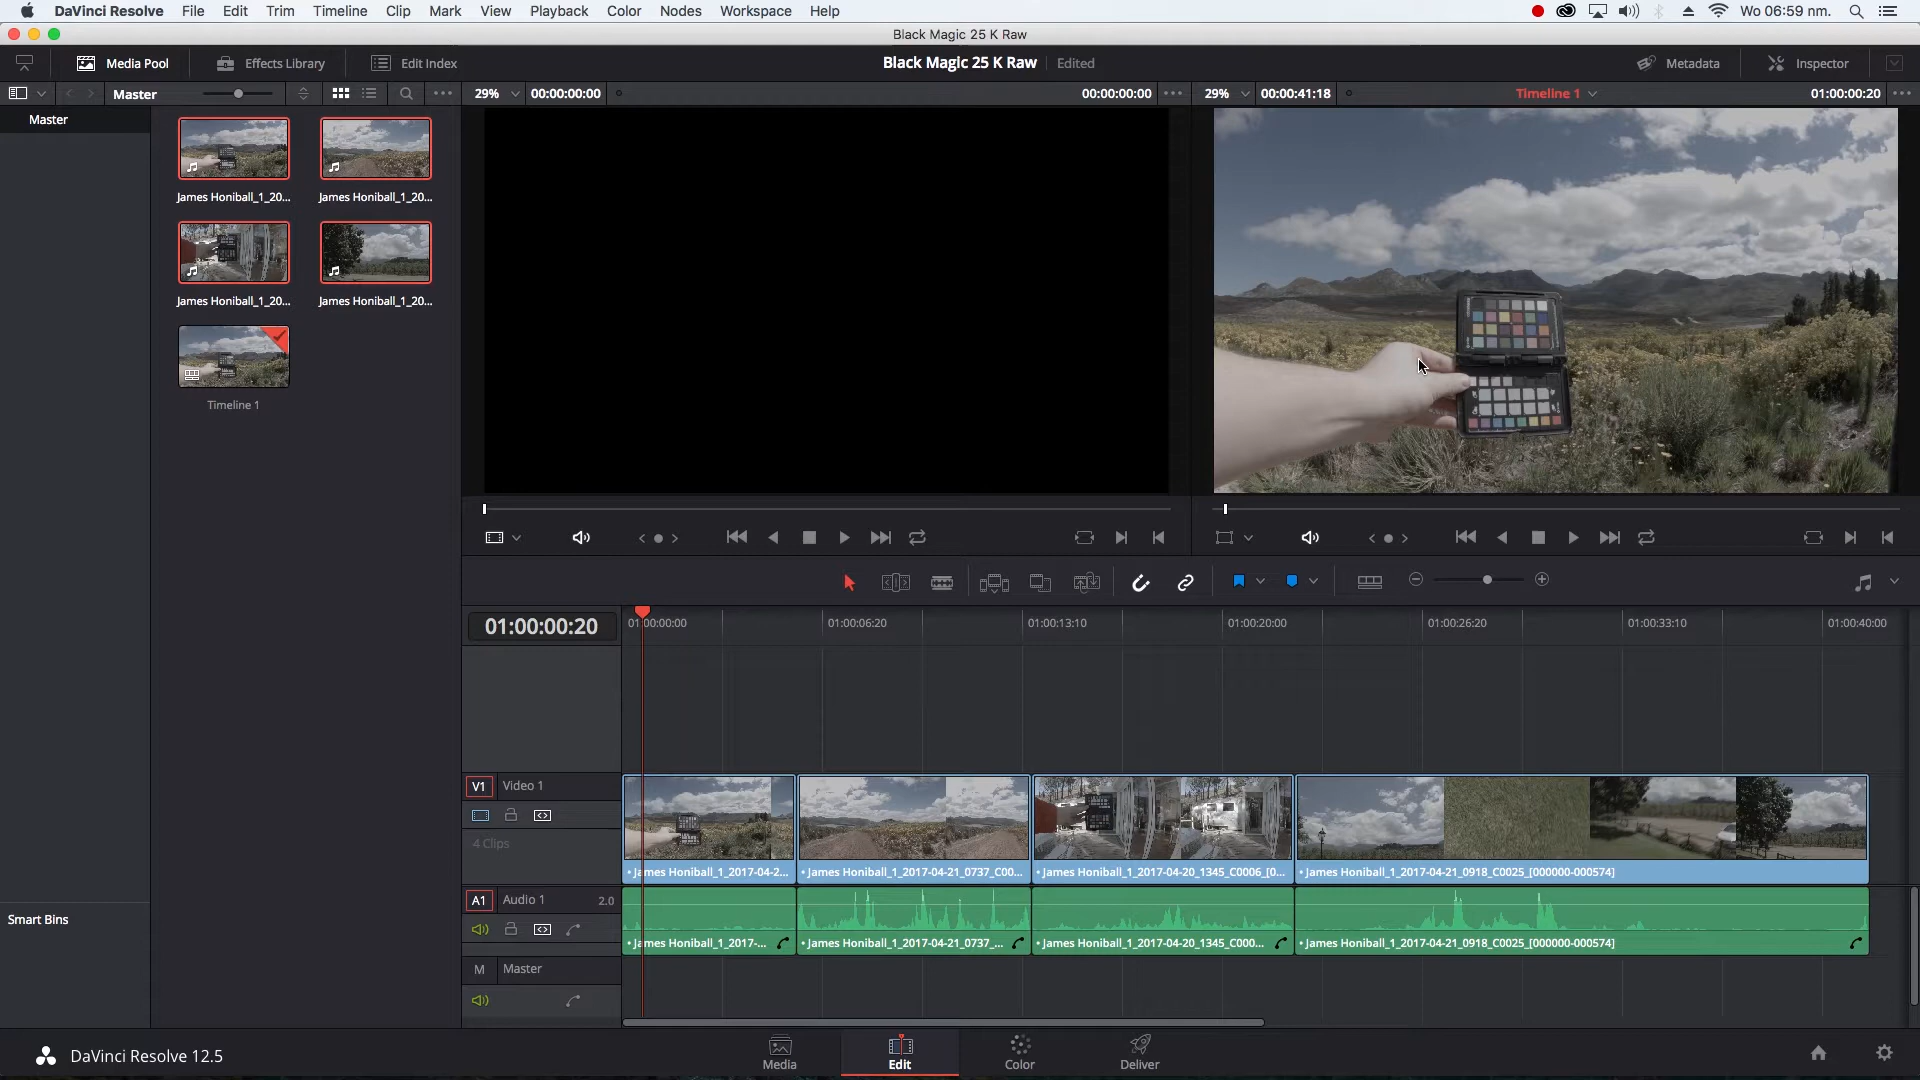 DaVinci Resolve File Edit Trim Timeline Clip Mark View Playback Color Nodes Workspace Help Wo 06:59 nm.
Black Magic 25 K Raw
Media Pool Effects Library Edit Index Black Magic 25 K Raw Edited Metadata Inspector
Master 29% 00:00:00:00 00:00:00:00 29% 00:00:41:18 Timeline 1 01:00:00:20
Master
James Honiball_1_20... James Honiball_1_20...
James Honiball_1_20... James Honiball_1_20...
Timeline 1
01:00:00:20 01:00:00:00 01:00:06:20 01:00:13:10 01:00:20:00 01:00:26:20 01:00:33:10 01:00:40:00
V1 Video 1
4 Clips
• James Honiball_1_2017-04-2... • James Honiball_1_2017-04-21_0737_C00... • James Honiball_1_2017-04-20_1345_C0006_[0... • James Honiball_1_2017-04-21_0918_C0025_[000000-000574]
A1 Audio 1 2.0
• James Honiball_1_2017-... • James Honiball_1_2017-04-21_0737_... • James Honiball_1_2017-04-20_1345_C000... • James Honiball_1_2017-04-21_0918_C0025_[000000-000574]
M Master
Smart Bins
DaVinci Resolve 12.5 Media Edit Color Deliver